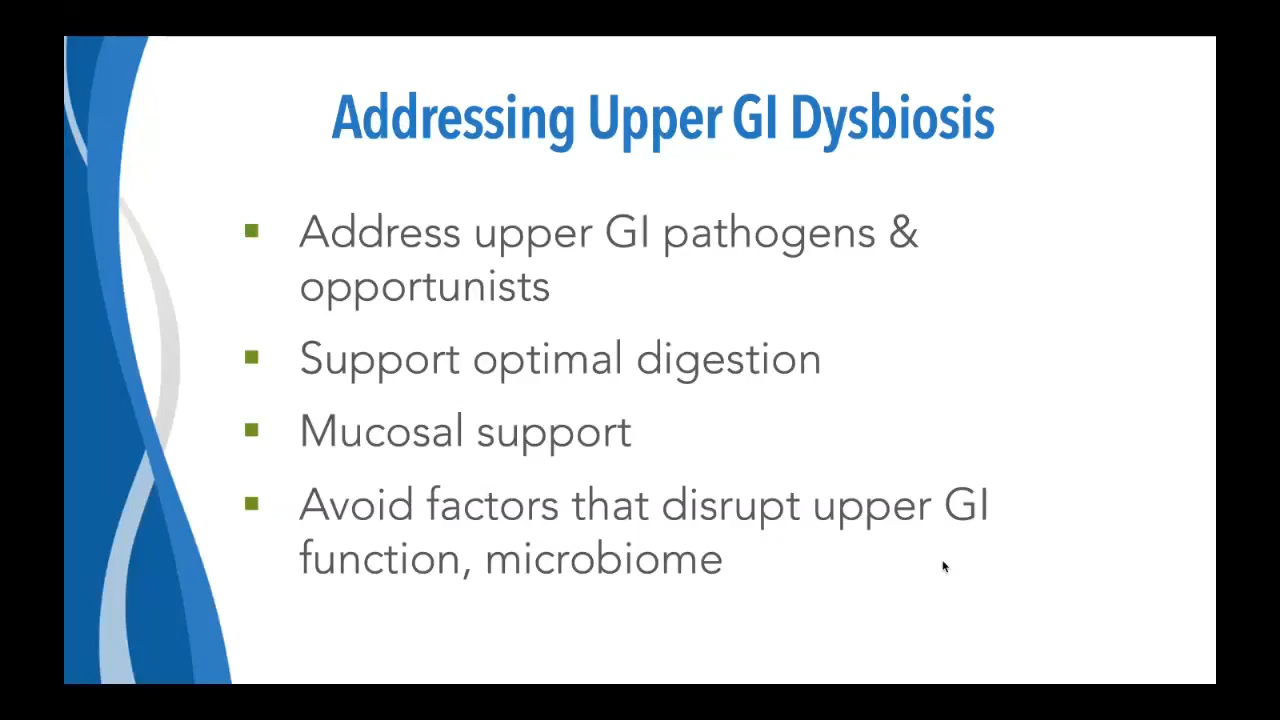 Addressing Upper GI Dysbiosis
Address upper GI pathogens &
opportunists
Support optimal digestion
Mucosal support
Avoid factors that disrupt upper GI
function, microbiome